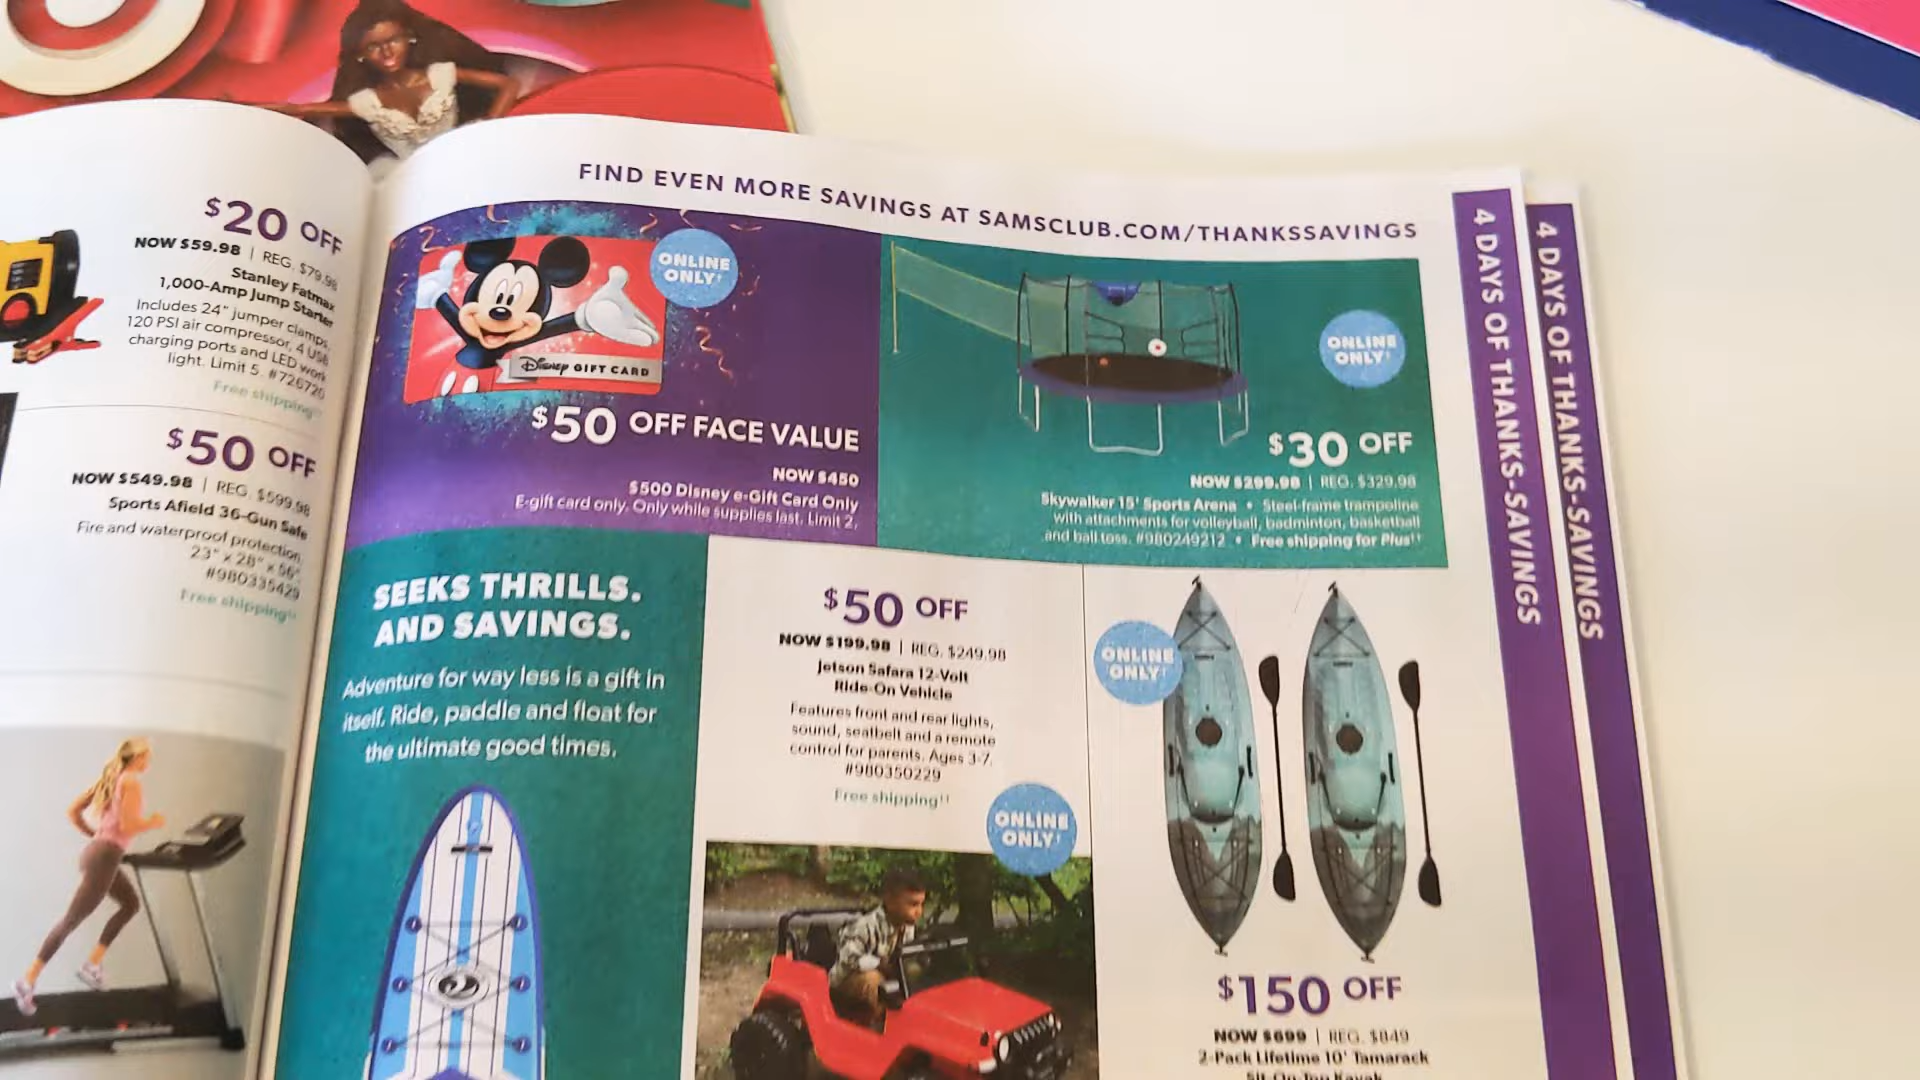 $20 OFF
NOW $59.98 | REG. $79.98
Stanley Fatmax
1,000-Amp Jump Starter
Includes 24" jumper clamps,
120 PSI air compressor, 4 USB
charging ports and LED work
light. Limit 5. #726720
Free shipping††
$50 OFF
NOW $549.98 | REG. $599.98
Sports Afield 36-Gun Safe
Fire and waterproof protection.
23" x 28" x 56"
#980335429
Free shipping††
FIND EVEN MORE SAVINGS AT SAMSCLUB.COM/THANKSSAVINGS
ONLINE
ONLY†
Disney GIFT CARD
$50 OFF FACE VALUE
NOW $450
$500 Disney e-Gift Card Only
E-gift card only. Only while supplies last. Limit 2.
ONLINE
ONLY†
$30 OFF
NOW $299.98 | REG. $329.98
Skywalker 15' Sports Arena • Steel-frame trampoline
with attachments for volleyball, badminton, basketball
and ball toss. #980249212 • Free shipping for Plus††
SEEKS THRILLS.
AND SAVINGS.
Adventure for way less is a gift in
itself. Ride, paddle and float for
the ultimate good times.
$50 OFF
NOW $199.98 | REG. $249.98
Jetson Safara 12-Volt
Ride-On Vehicle
Features front and rear lights,
sound, seatbelt and a remote
control for parents. Ages 3-7.
#980350229
Free shipping††
ONLINE
ONLY†
ONLINE
ONLY†
$150 OFF
NOW $699 | REG. $849
2-Pack Lifetime 10' Tamarack
Sit-On-Top Kayak
4 DAYS OF THANKS-SAVINGS
4 DAYS OF THANKS-SAVINGS